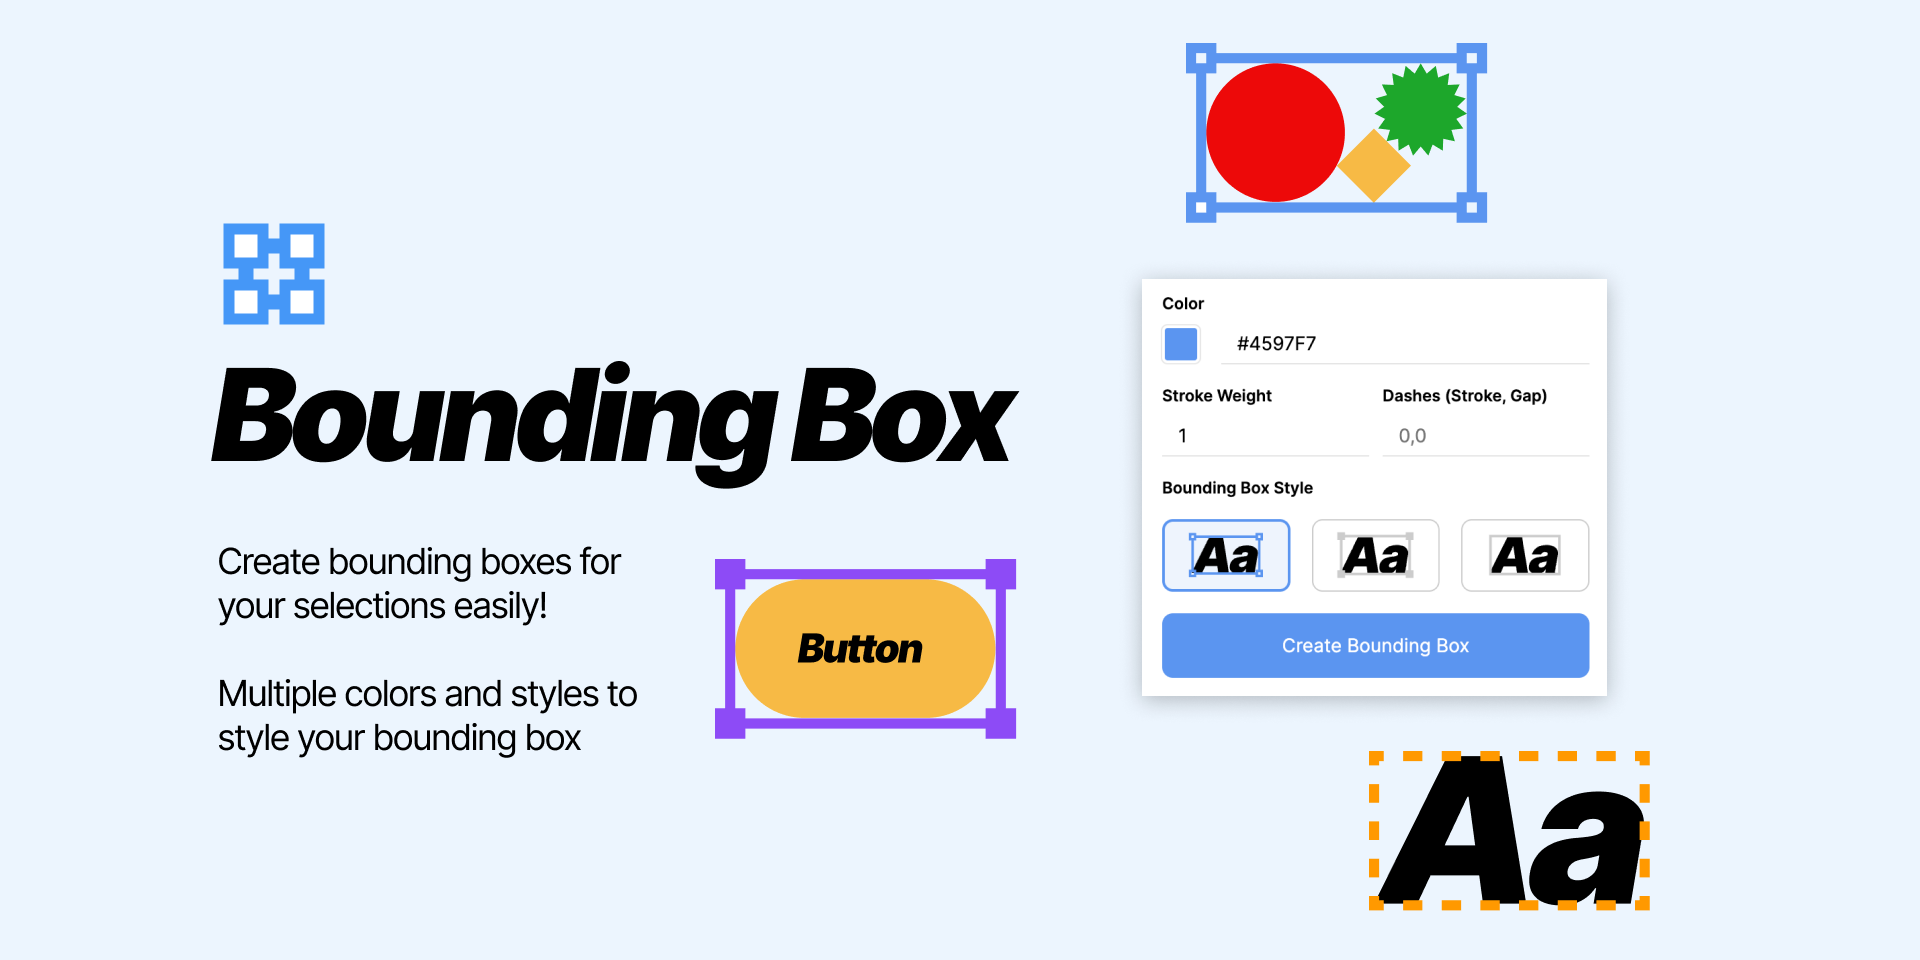 Bounding Box
Create bounding boxes for
your selections easily!
Multiple colors and styles to
style your bounding box
Button
Color
#4597F7
Stroke Weight
Dashes (Stroke, Gap)
1
0,0
Bounding Box Style
Aa
Aa
Aa
Create Bounding Box
Aa